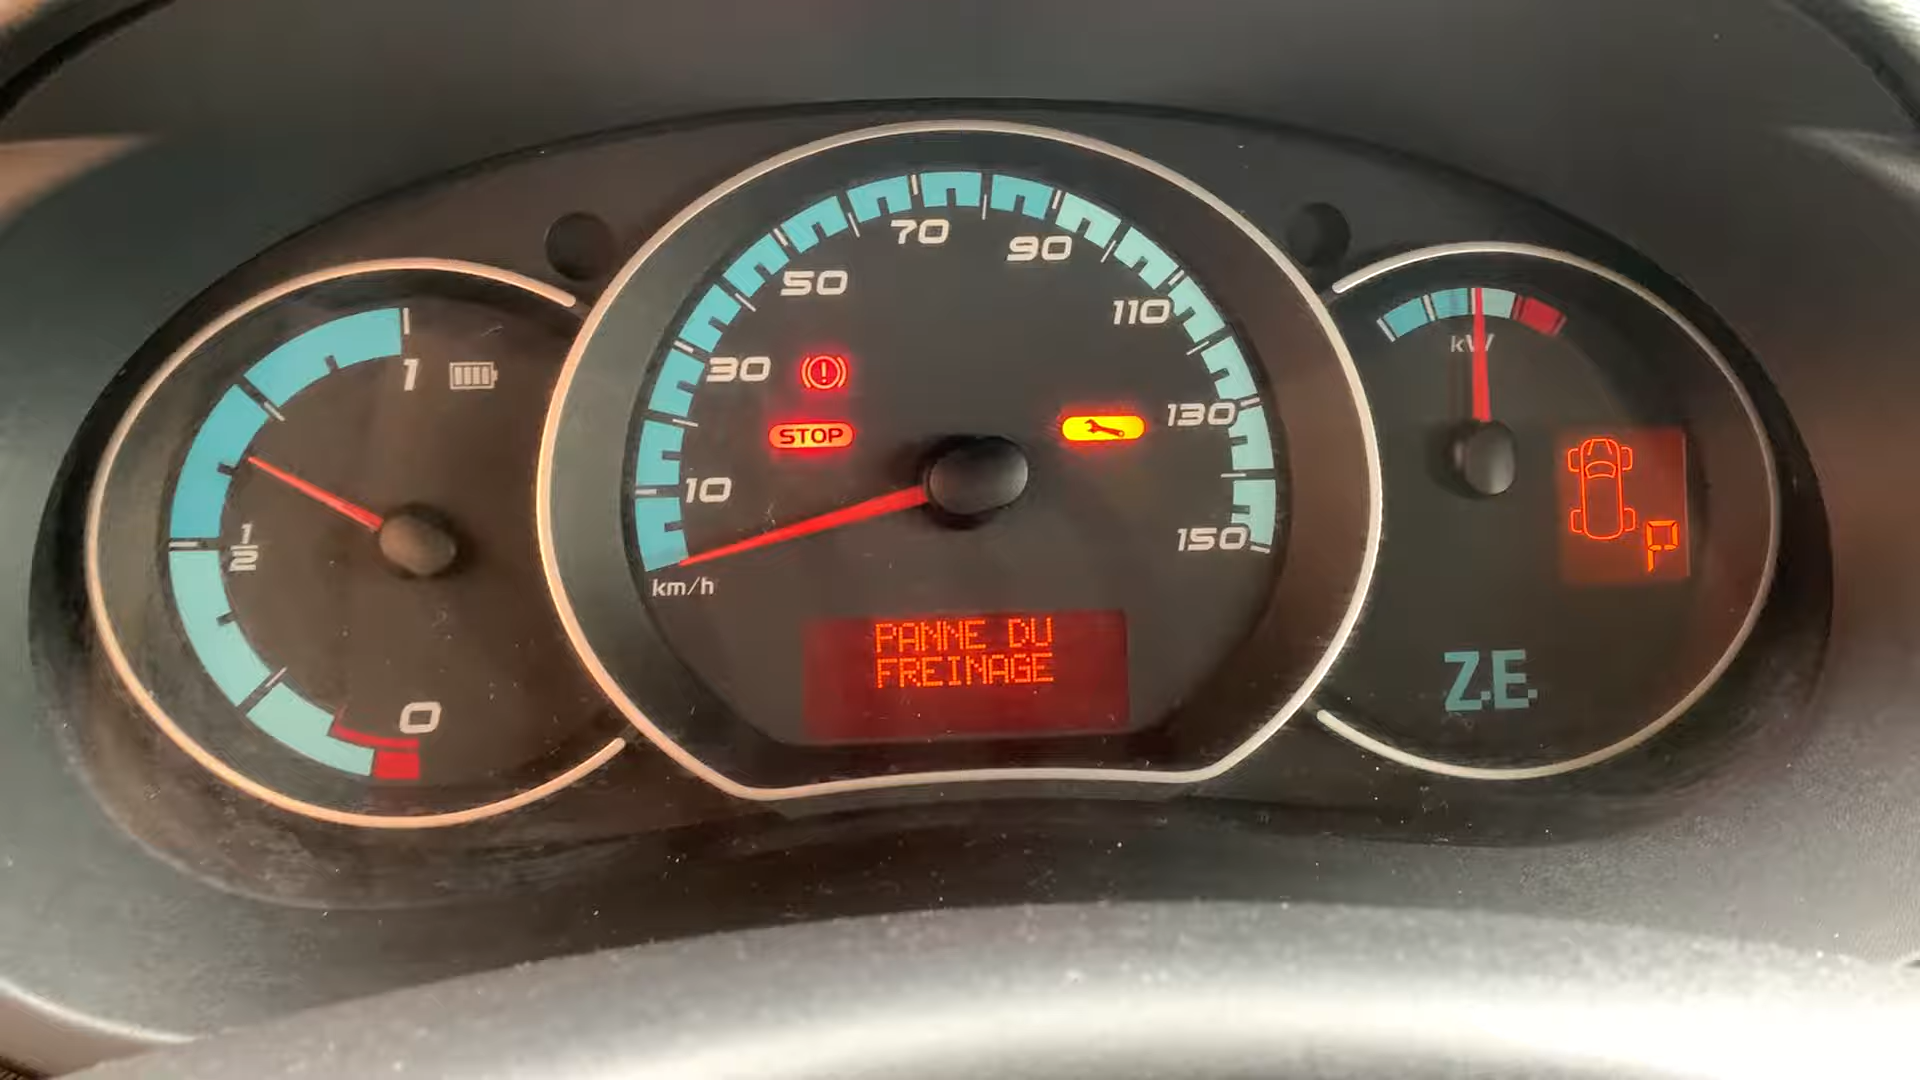 70
50
90
110
30
130
10
150
km/h
STOP
1
1/2
0
kW
P
PANNE DU
FREINAGE
Z.E.